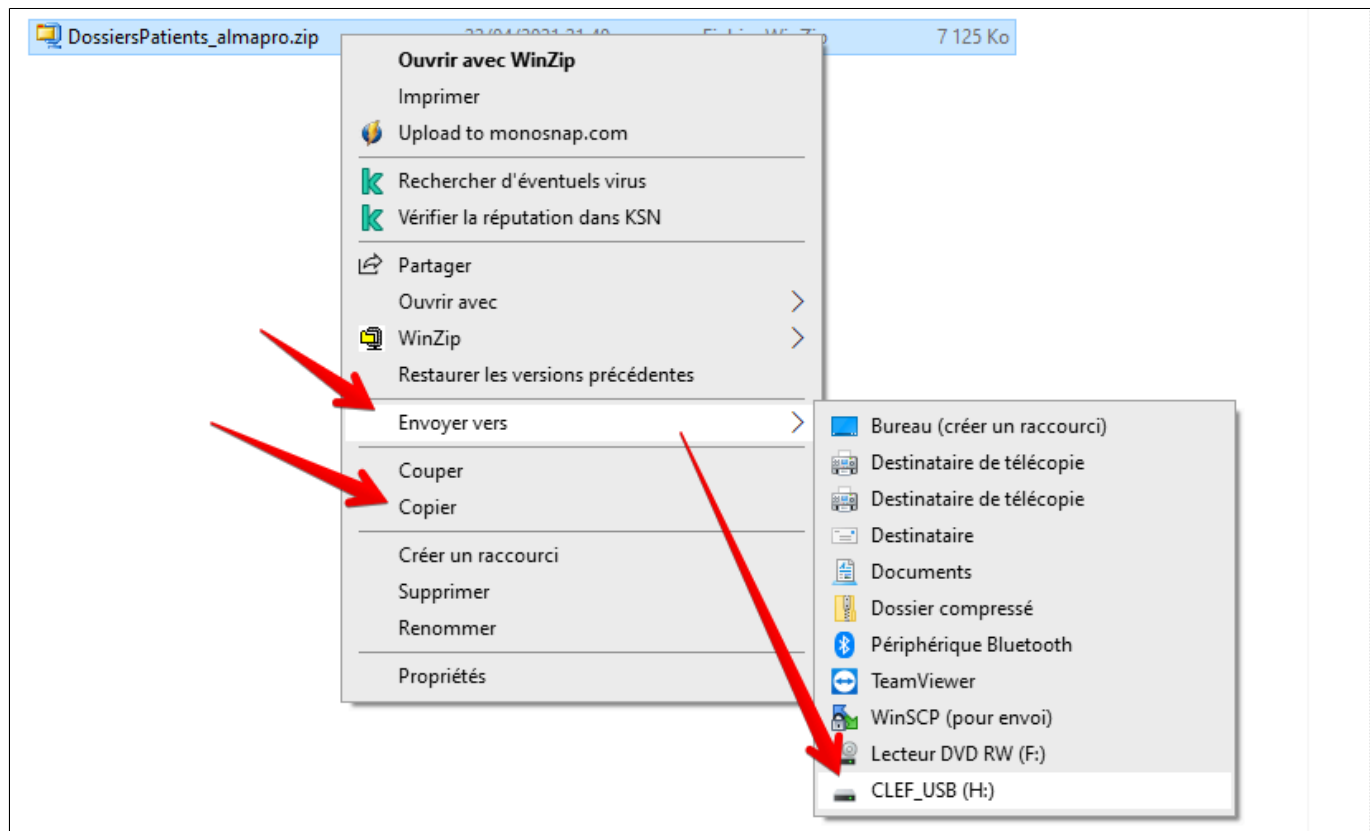 DossiersPatients_almapro.zip 7 125 Ko
Ouvrir avec WinZip
Imprimer
Upload to monosnap.com
Rechercher d'éventuels virus
Vérifier la réputation dans KSN
Partager
Ouvrir avec
WinZip
Restaurer les versions précédentes
Envoyer vers
Couper
Copier
Créer un raccourci
Supprimer
Renommer
Propriétés
Bureau (créer un raccourci)
Destinataire de télécopie
Destinataire de télécopie
Destinataire
Documents
Dossier compressé
Périphérique Bluetooth
TeamViewer
WinSCP (pour envoi)
Lecteur DVD RW (F:)
CLEF_USB (H:)